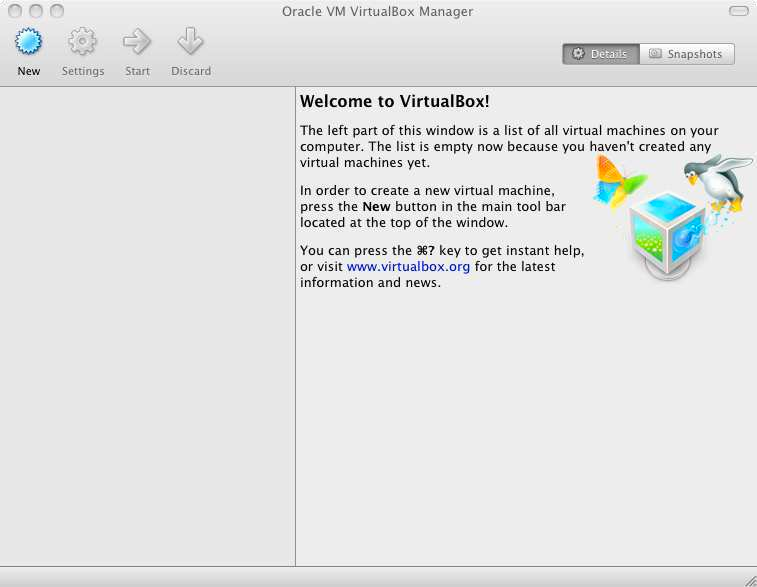 Oracle VM VirtualBox Manager
New Settings Start Discard
Details Snapshots
Welcome to VirtualBox!
The left part of this window is a list of all virtual machines on your
computer. The list is empty now because you haven't created any
virtual machines yet.
In order to create a new virtual machine,
press the New button in the main tool bar
located at the top of the window.
You can press the ⌘? key to get instant help,
or visit www.virtualbox.org for the latest
information and news.